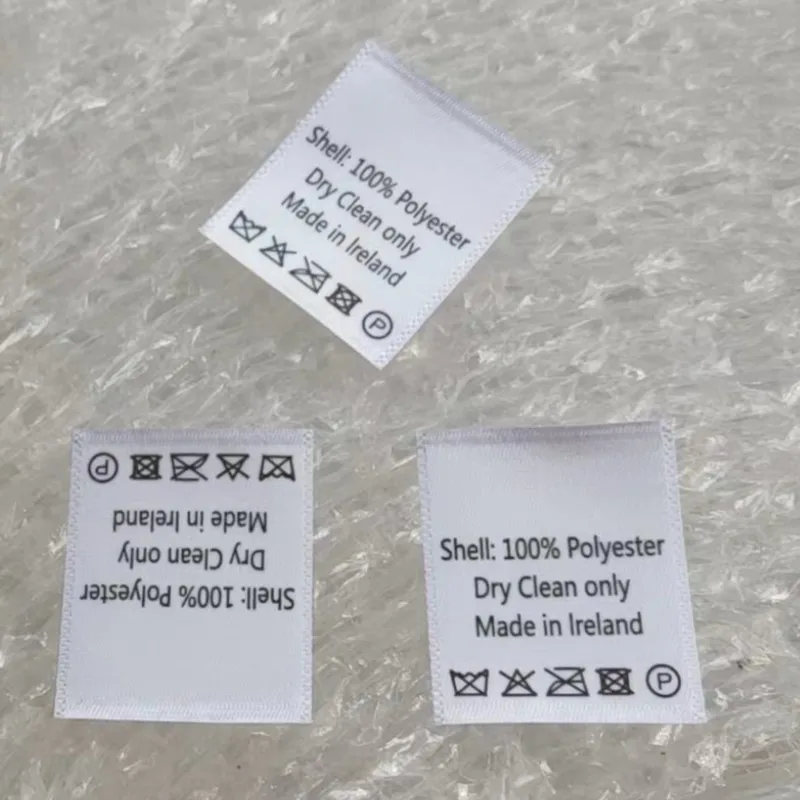 Shell: 100% Polyester
Dry Clean only
Made in Ireland
P
Shell: 100% Polyester
Dry Clean only
Made in Ireland
P
Shell: 100% Polyester
Dry Clean only
Made in Ireland
P